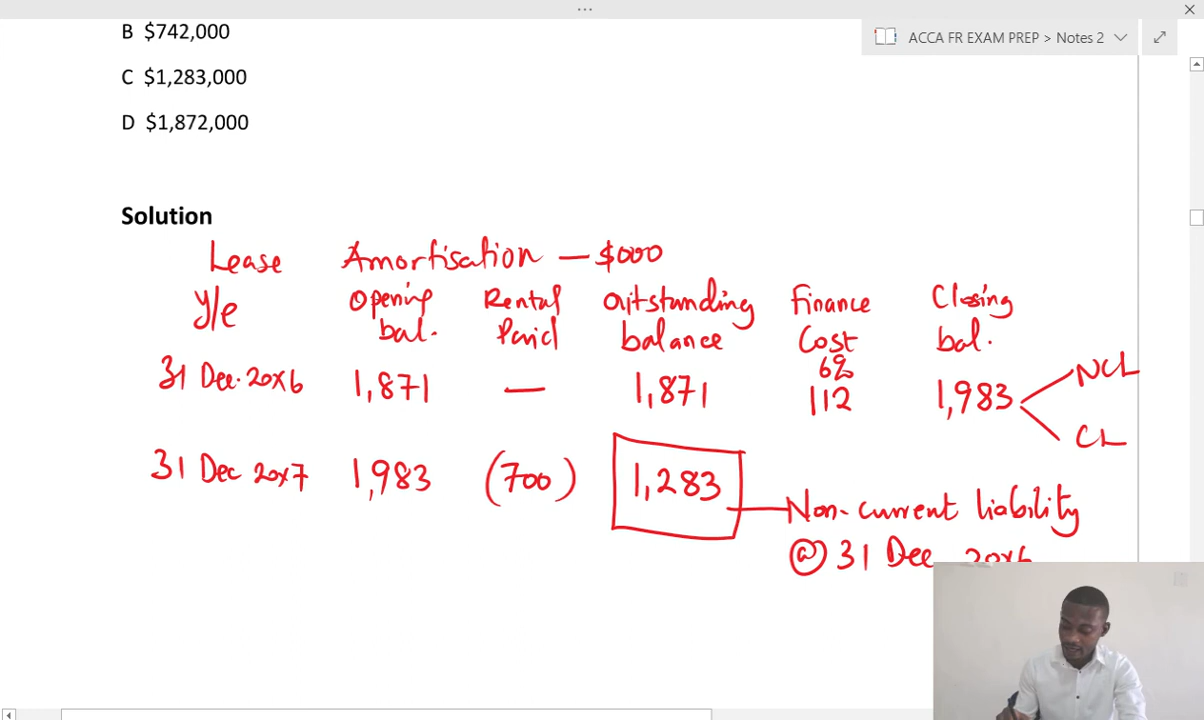 ACCA FR EXAM PREP > Notes 2
B $742,000
C $1,283,000
D $1,872,000
Solution
Lease Amortisation — $000
Y/e Opening bal. Rental Paid Outstanding balance Finance Cost 6% Closing bal.
31 Dec. 20x6 1,871 — 1,871 112 1,983 NCL
CL
31 Dec 20x7 1,983 (700) 1,283
Non-current liability
@ 31 Dec 20x6